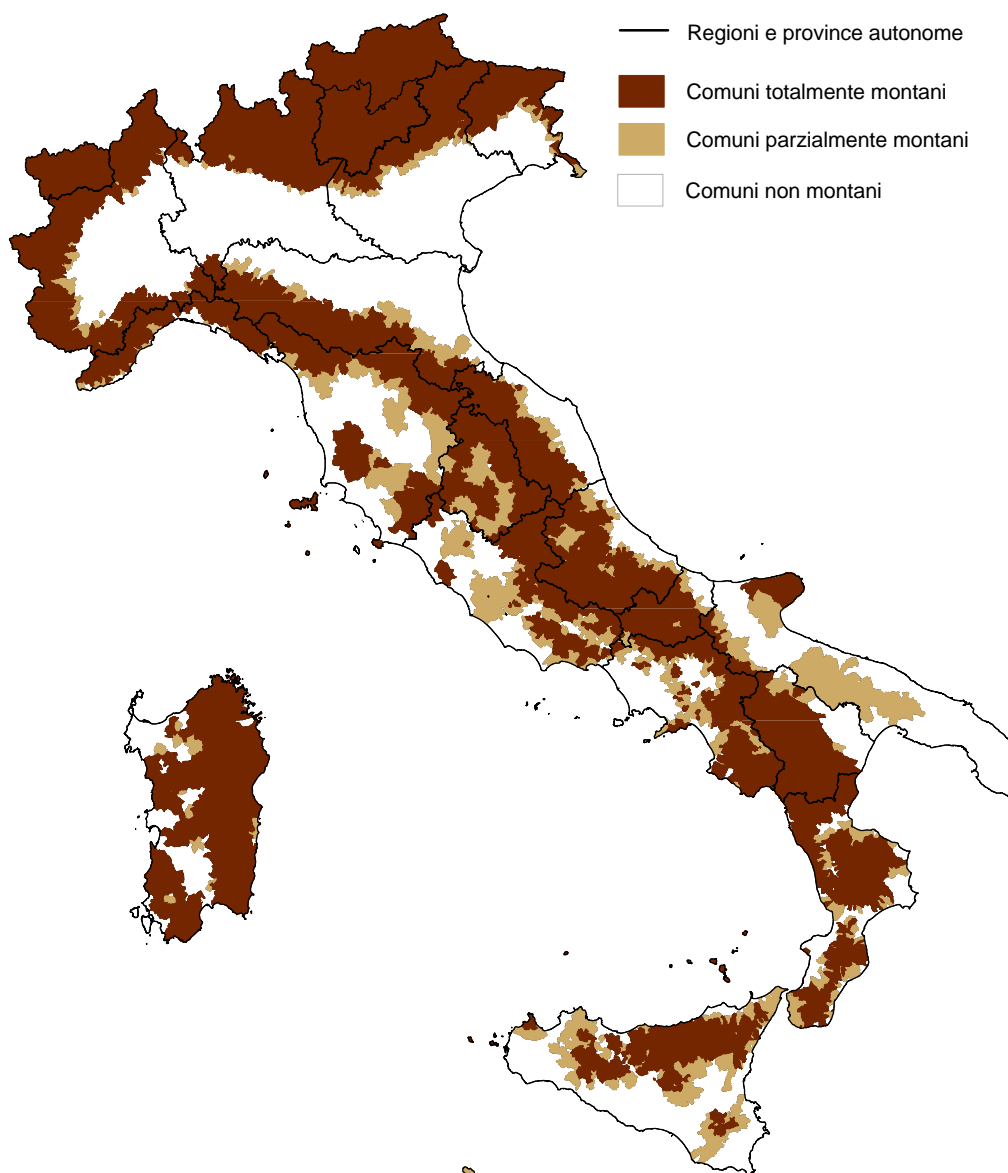 Regioni e province autonome
Comuni totalmente montani
Comuni parzialmente montani
Comuni non montani